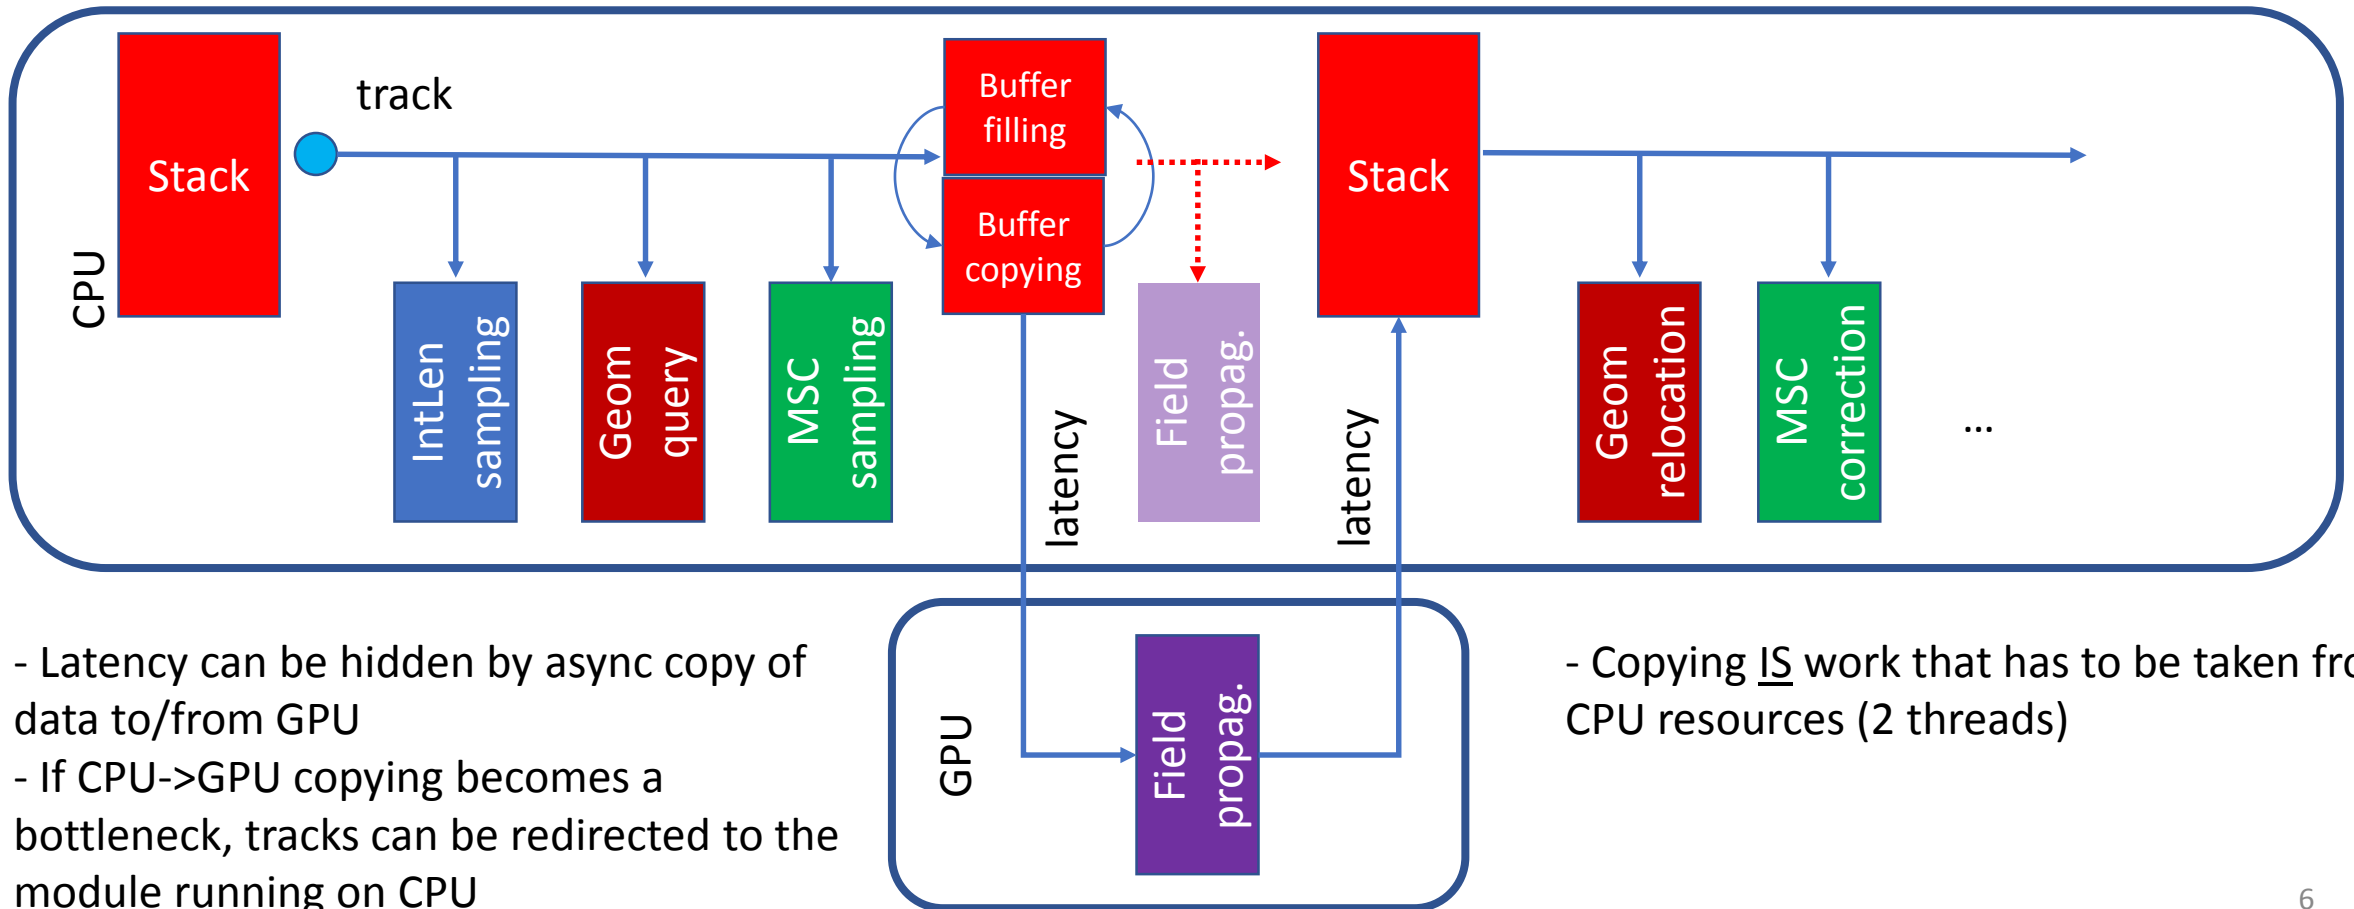 track
Stack
CPU
IntLen
sampling
Geom
query
MSC
sampling
Buffer
filling
Buffer
copying
latency
Field
propag.
latency
Stack
Geom
relocation
MSC
correction
...
GPU
Field
propag.
- Latency can be hidden by async copy of
data to/from GPU
- If CPU->GPU copying becomes a
bottleneck, tracks can be redirected to the
module running on CPU
- Copying IS work that has to be taken fro
CPU resources (2 threads)
6